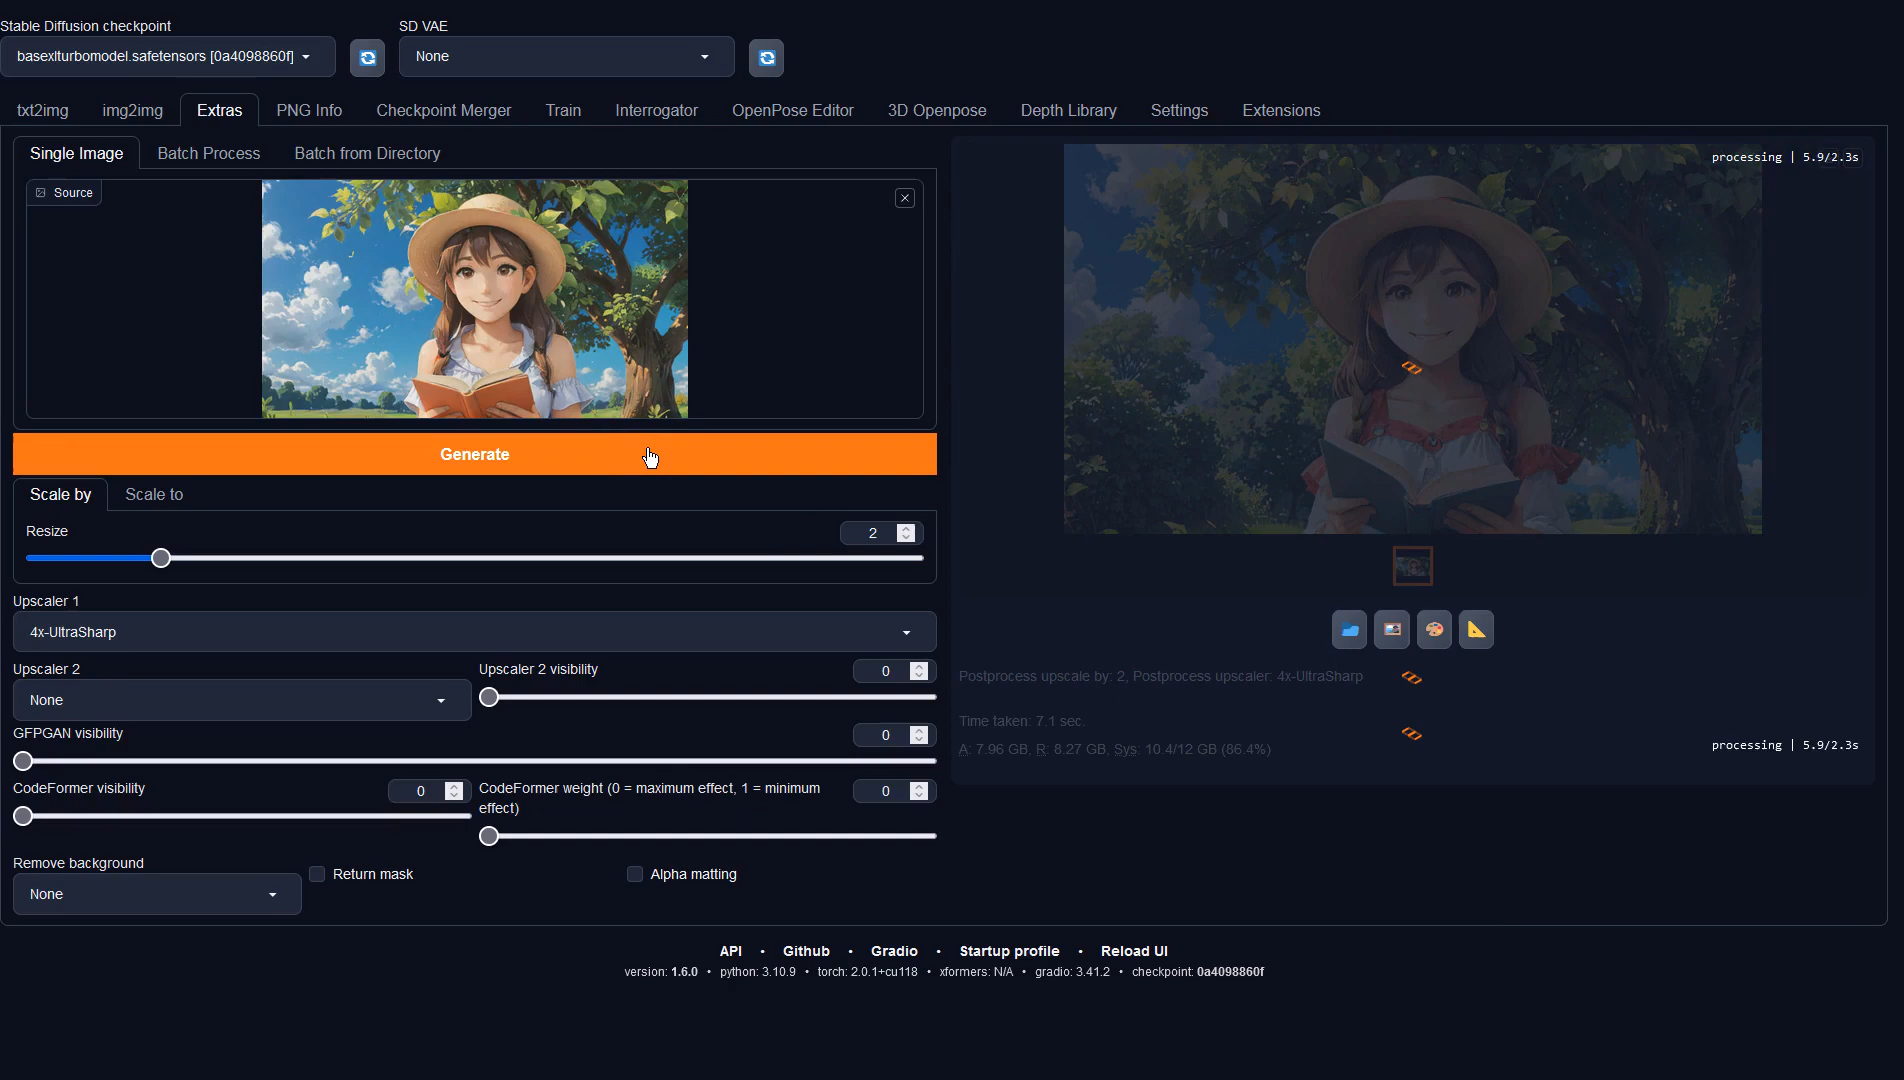 Stable Diffusion checkpoint
SD VAE
basexlturbomodel.safetensors [0a4098860f]
None
txt2img
img2img
Extras
PNG Info
Checkpoint Merger
Train
Interrogator
OpenPose Editor
3D Openpose
Depth Library
Settings
Extensions
Single Image
Batch Process
Batch from Directory
Source
Generate
Scale by
Scale to
Resize
2
Upscaler 1
4x-UltraSharp
Upscaler 2
None
Upscaler 2 visibility
0
GFPGAN visibility
0
CodeFormer visibility
0
CodeFormer weight (0 = maximum effect, 1 = minimum
effect)
0
Remove background
None
Return mask
Alpha matting
processing | 5.9/2.3s
Postprocess upscale by: 2, Postprocess upscaler: 4x-UltraSharp
Time taken: 7.1 sec.
A: 7.96 GB, R: 8.27 GB, Sys: 10.4/12 GB (86.4%)
processing | 5.9/2.3s
API • Github • Gradio • Startup profile • Reload UI
version: 1.6.0 • python: 3.10.9 • torch: 2.0.1+cu118 • xformers: N/A • gradio: 3.41.2 • checkpoint: 0a4098860f